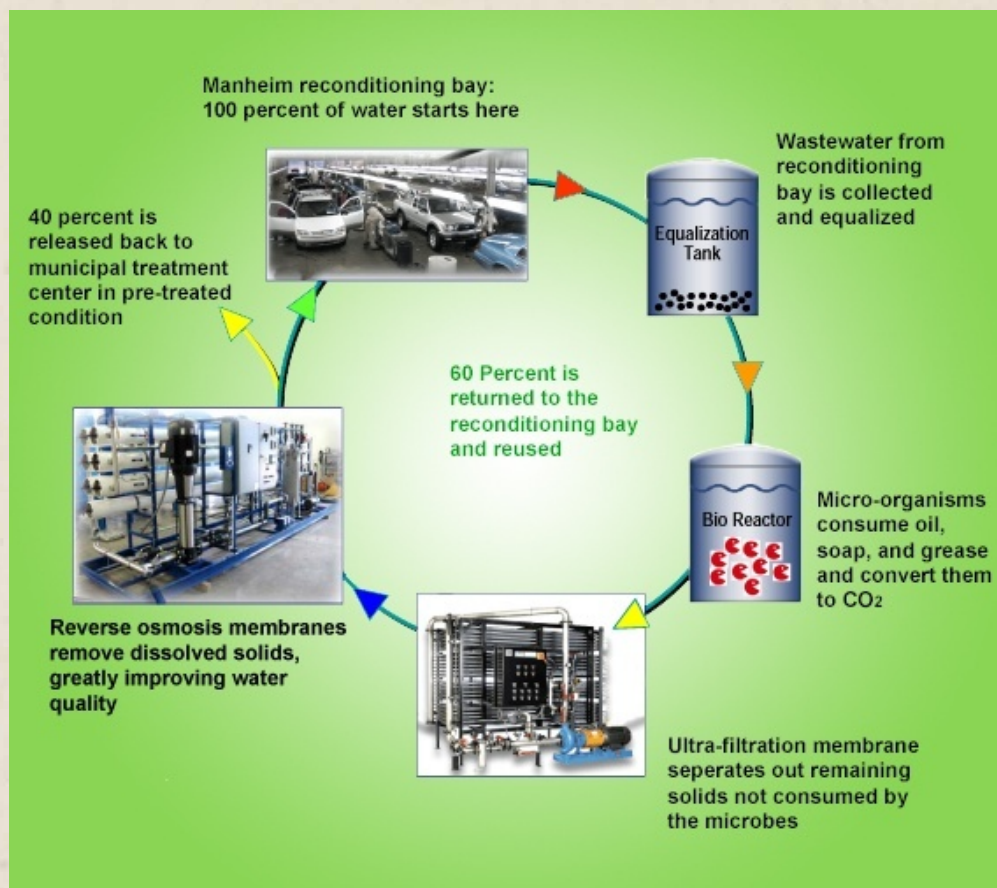 Manheim reconditioning bay:
100 percent of water starts here
Wastewater from
reconditioning
bay is collected
and equalized
Equalization
Tank
40 percent is
released back to
municipal treatment
center in pre-treated
condition
60 Percent is
returned to the
reconditioning bay
and reused
Bio Reactor
Micro-organisms
consume oil,
soap, and grease
and convert them
to CO2
Reverse osmosis membranes
remove dissolved solids,
greatly improving water
quality
Ultra-filtration membrane
seperates out remaining
solids not consumed by
the microbes